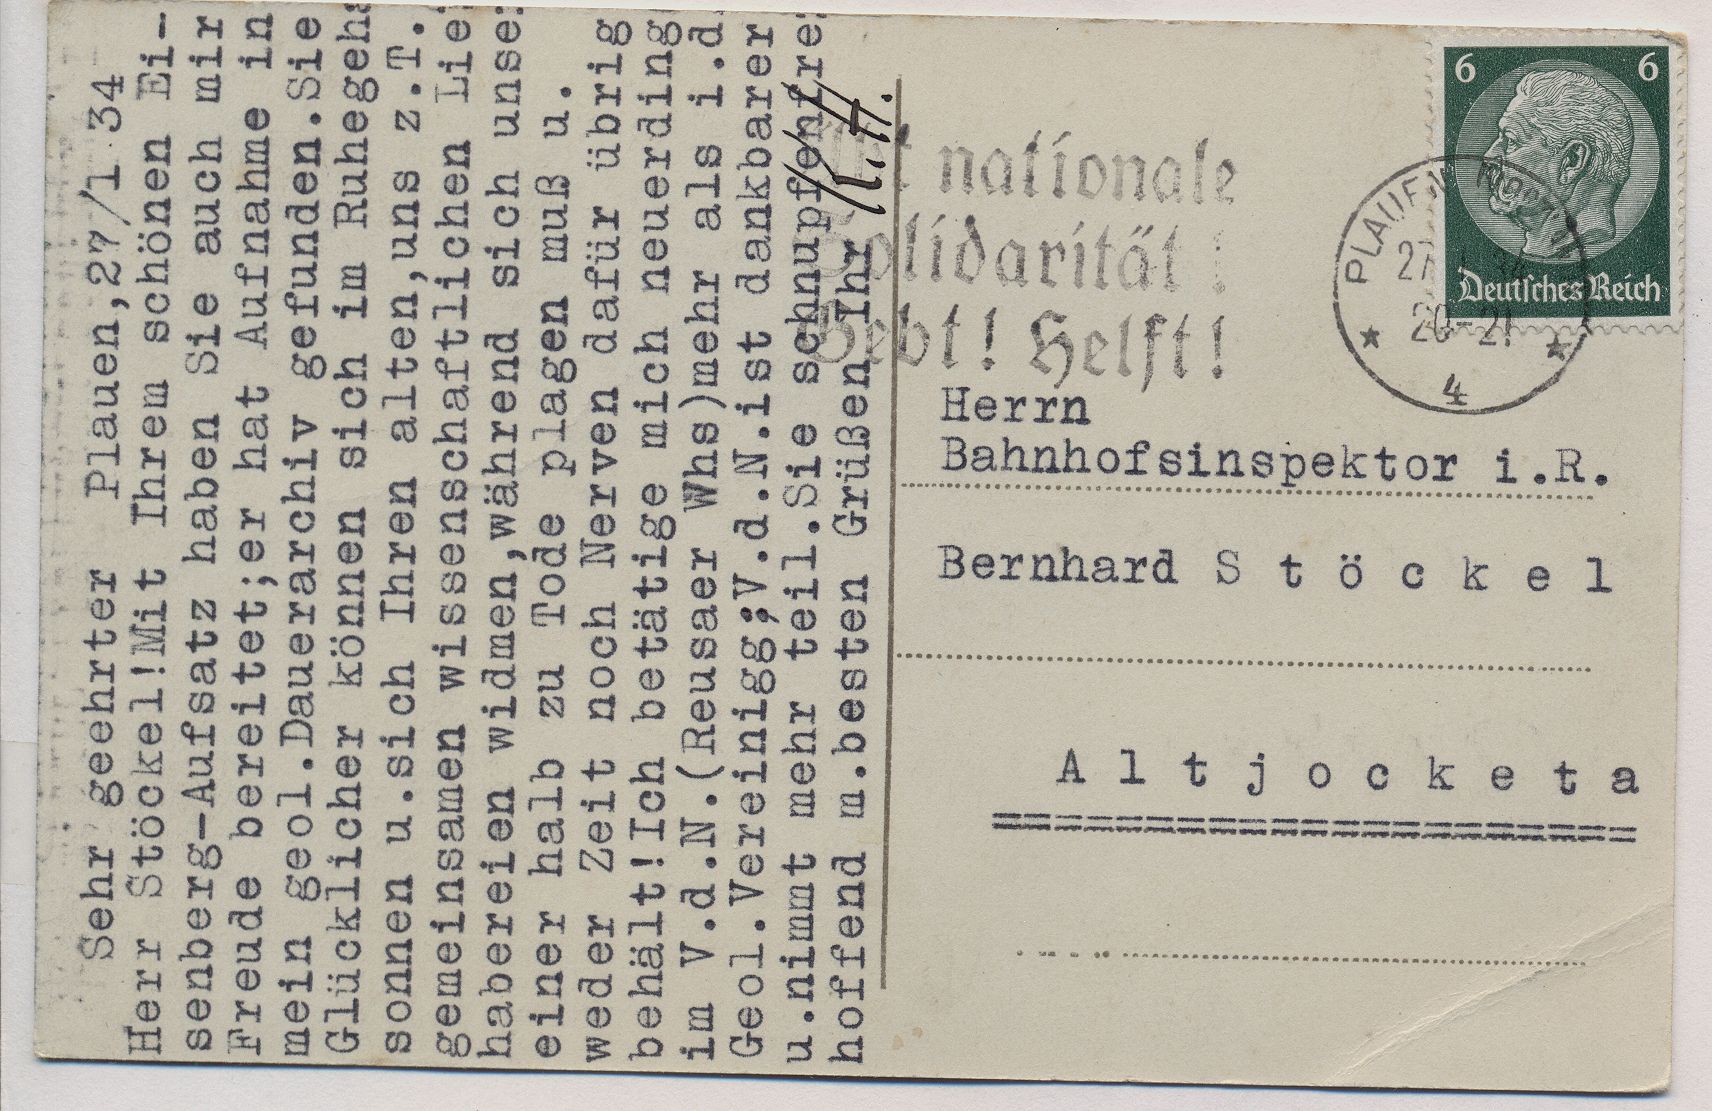 Sehr geehrter Plauen,27/1 34
Herr Stöckel!Mit Ihrem schönen Ei-
senberg-Aufsatz haben Sie auch mir
Freude bereitet;er hat Aufnahme in
mein geol.Dauerarchiv gefunden.Sie
Glücklicher können sich im Ruhegeh
sonnen u.sich Ihren alten,uns z.T.
gemeinsamen wissenschaftlichen Lie
habereien widmen,während sich unse
einer halb zu Tode plagen muß u.
weder Zeit noch Nerven dafür übrig
behält!Ich betätige mich neuerding
im V.d.N.(Reusaer Whs)mehr als i.d.
Geol.Vereinigg;V.d.N.ist dankbarer
u.nimmt mehr teil.Sie schnupfenfrei
hoffend m.besten Grüßen Ihr
nationale
Solidarität!
Gebt! Helft!
PLAUEN
27. 1. 34
20-21
4
6 6
Deutsches Reich
Herrn
Bahnhofsinspektor i.R.
Bernhard S t ö c k e l
A l t j o c k e t a